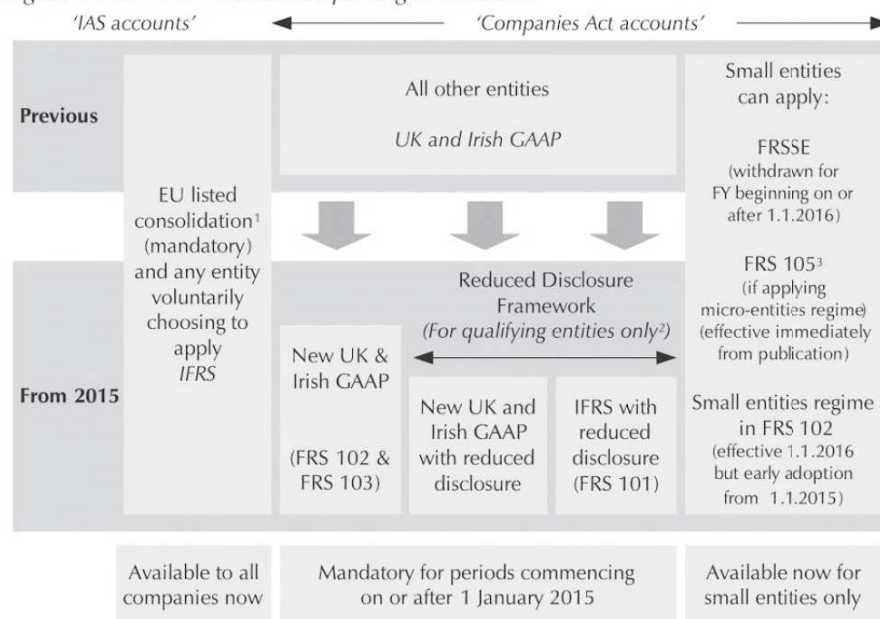 'IAS accounts'
'Companies Act accounts'
Previous
All other entities
UK and Irish GAAP
EU listed
consolidation¹
(mandatory)
and any entity
voluntarily
choosing to
apply
IFRS
Small entities
can apply:
FRSSE
(withdrawn for
FY beginning on or
after 1.1.2016)
FRS 105³
(if applying
micro-entities regime)
(effective immediately
from publication)
Small entities regime
in FRS 102
(effective 1.1.2016
but early adoption
from 1.1.2015)
From 2015
Reduced Disclosure
Framework
(For qualifying entities only²)
New UK &
Irish GAAP
(FRS 102 &
FRS 103)
New UK and
Irish GAAP
with reduced
disclosure
IFRS with
reduced
disclosure
(FRS 101)
Available to all
companies now
Mandatory for periods commencing
on or after 1 January 2015
Available now for
small entities only